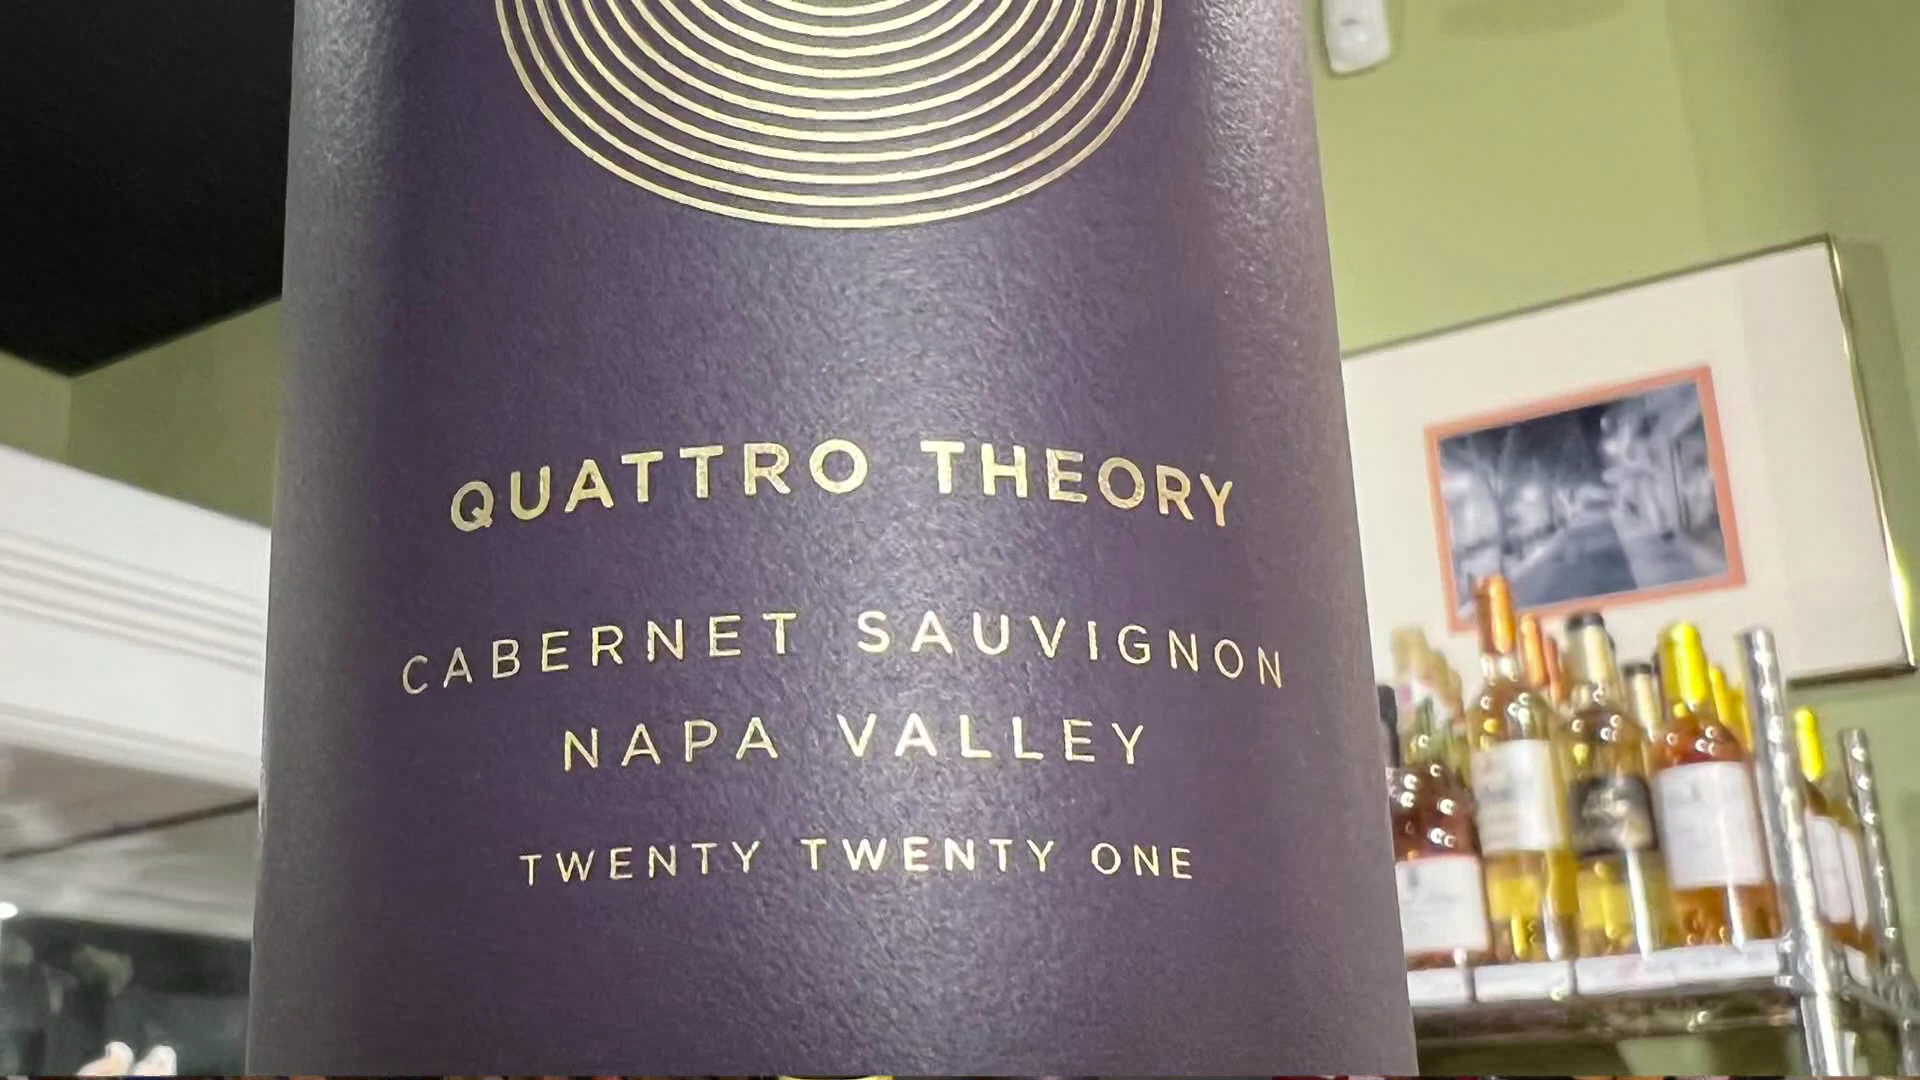 QUATTRO THEORY
CABERNET SAUVIGNON
NAPA VALLEY
TWENTY TWENTY ONE